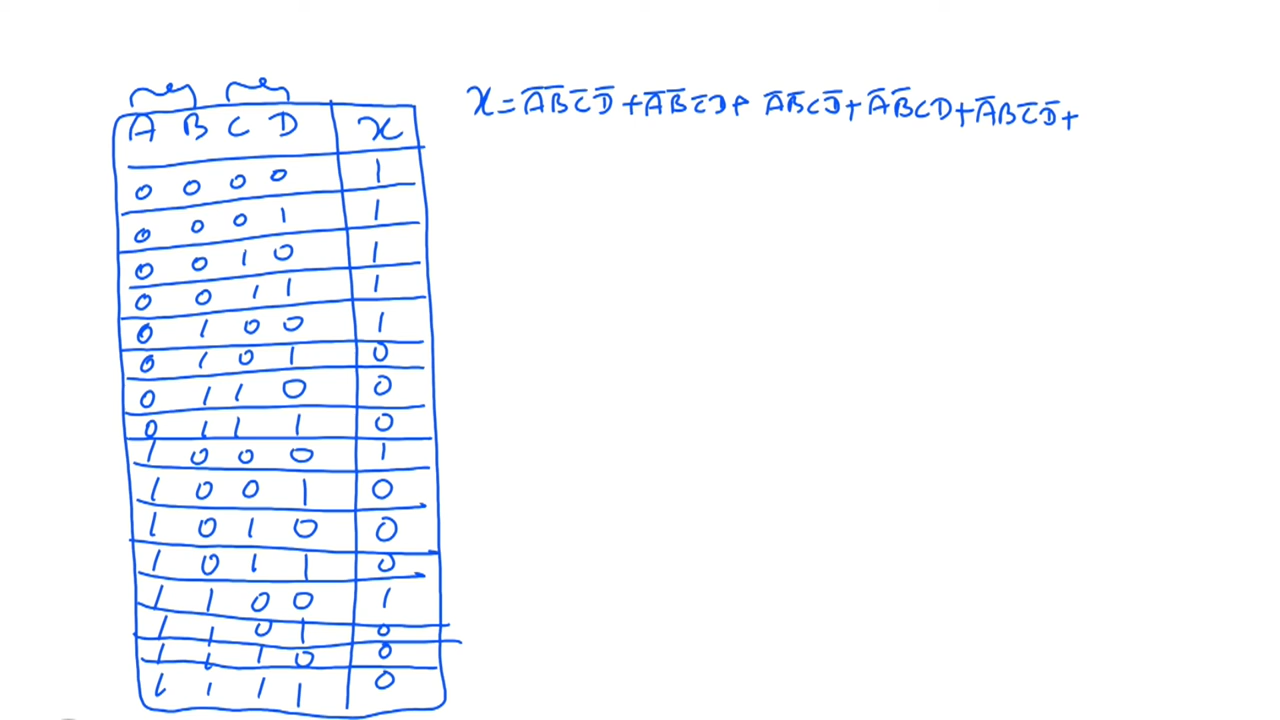 x = A̅B̅C̅D̅ + A̅B̅C̅D + A̅B̅CD̅ + A̅B̅CD + A̅BC̅D̅ +
A B C D x
0 0 0 0 1
0 0 0 1 1
0 0 1 0 1
0 0 1 1 1
0 1 0 0 1
0 1 0 1 0
0 1 1 0 0
0 1 1 1 0
1 0 0 0 1
1 0 0 1 0
1 0 1 0 0
1 0 1 1 0
1 1 0 0 1
1 1 0 1 0
1 1 1 0 0
1 1 1 1 0